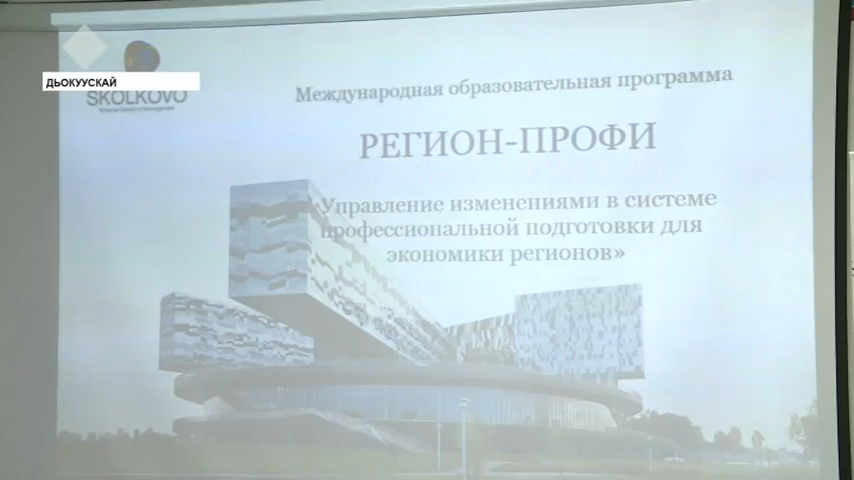 ДЬОКУУСКАЙ
SKOLKOVO
Международная образовательная программа
РЕГИОН-ПРОФИ
Управление изменениями в системе
профессиональной подготовки для
экономики регионов»